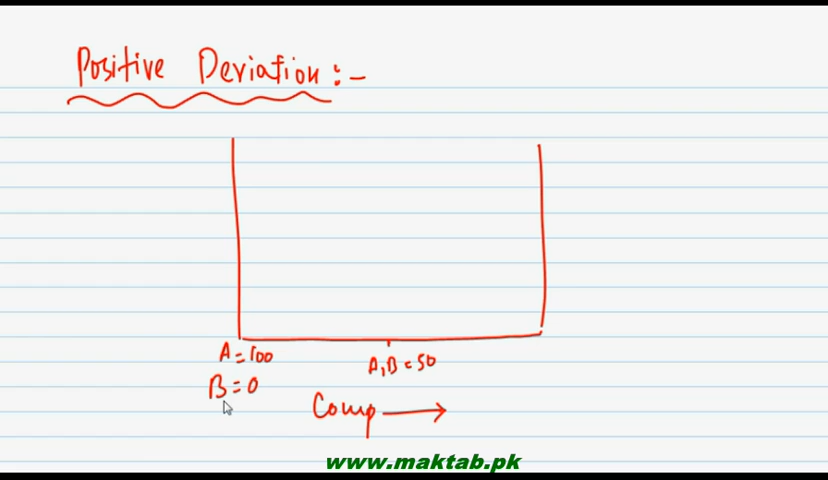 Positive Deviation :-
A = 100
A, B = 50
B = 0
Comp →
www.maktab.pk